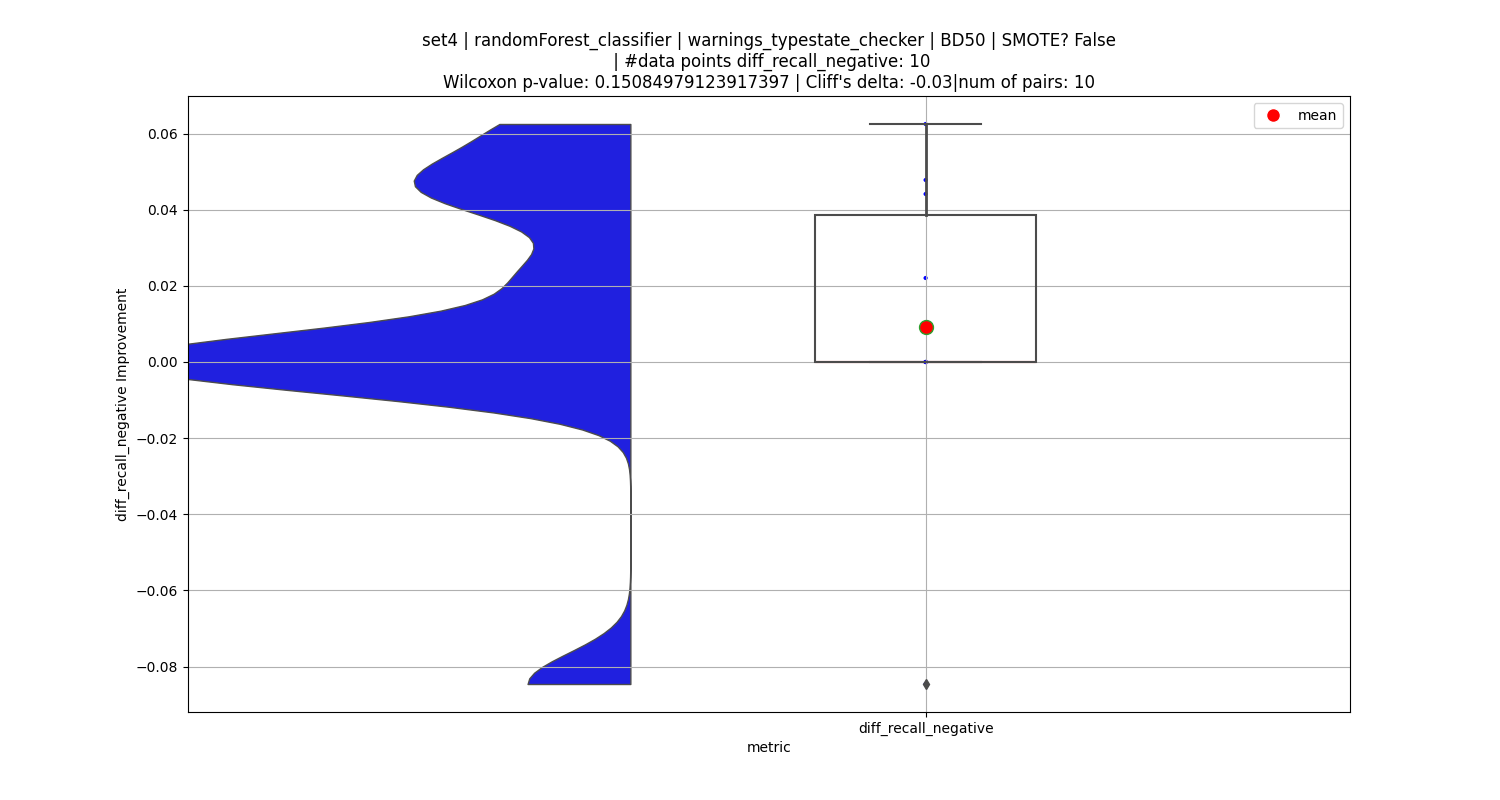 set4 | randomForest_classifier | warnings_typestate_checker | BD50 | SMOTE? False
| #data points diff_recall_negative: 10
Wilcoxon p-value: 0.15084979123917397 | Cliff's delta: -0.03|num of pairs: 10
mean
0.06
0.04
0.02
0.00
−0.02
−0.04
−0.06
−0.08
diff_recall_negative Improvement
diff_recall_negative
metric